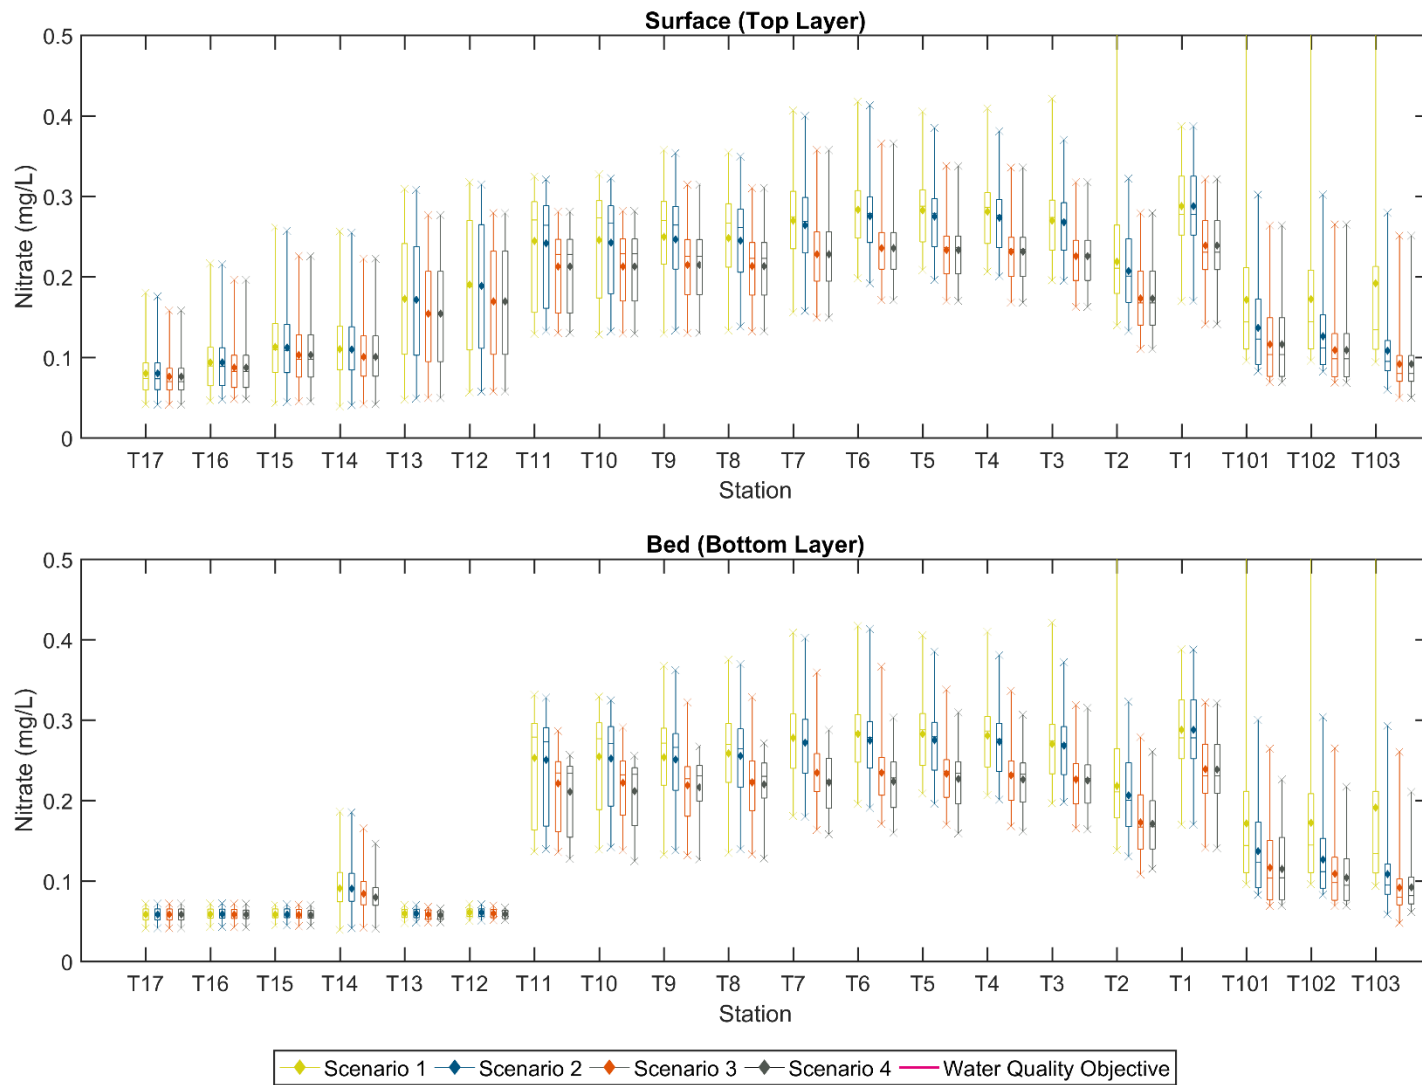 Surface (Top Layer)
0.5
0.4
0.3
0.2
0.1
0
Nitrate (mg/L)
T17 T16 T15 T14 T13 T12 T11 T10 T9 T8 T7 T6 T5 T4 T3 T2 T1 T101 T102 T103
Station
Bed (Bottom Layer)
0.5
0.4
0.3
0.2
0.1
0
Nitrate (mg/L)
T17 T16 T15 T14 T13 T12 T11 T10 T9 T8 T7 T6 T5 T4 T3 T2 T1 T101 T102 T103
Station
Scenario 1 Scenario 2 Scenario 3 Scenario 4 Water Quality Objective